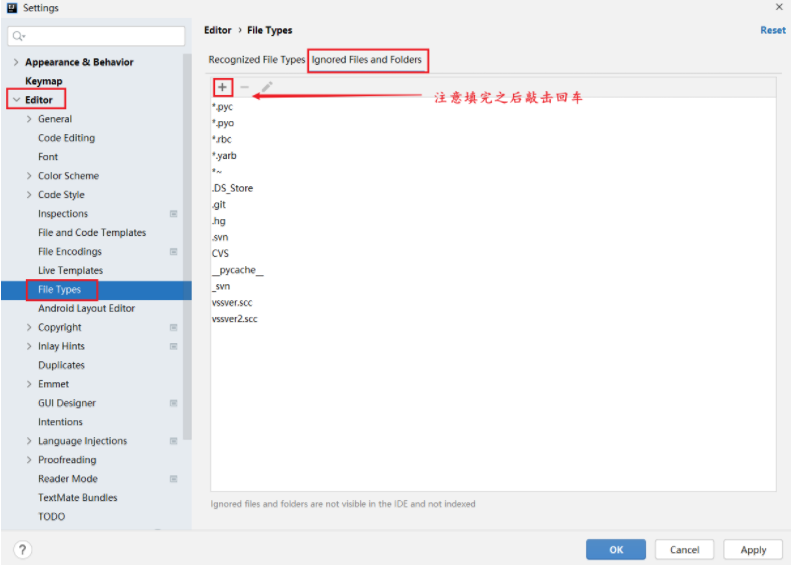 Settings
Editor › File Types
Reset
Appearance & Behavior
Keymap
Editor
General
Code Editing
Font
Color Scheme
Code Style
Inspections
File and Code Templates
File Encodings
Live Templates
File Types
Android Layout Editor
Copyright
Inlay Hints
Duplicates
Emmet
GUI Designer
Intentions
Language Injections
Proofreading
Reader Mode
TextMate Bundles
TODO
Recognized File Types Ignored Files and Folders
注意填完之后敲击回车
*.pyc
*.pyo
*.rbc
*.yarb
*~
.DS_Store
.git
.hg
.svn
CVS
__pycache__
_svn
vssver.scc
vssver2.scc
Ignored files and folders are not visible in the IDE and not indexed
?
OK Cancel Apply